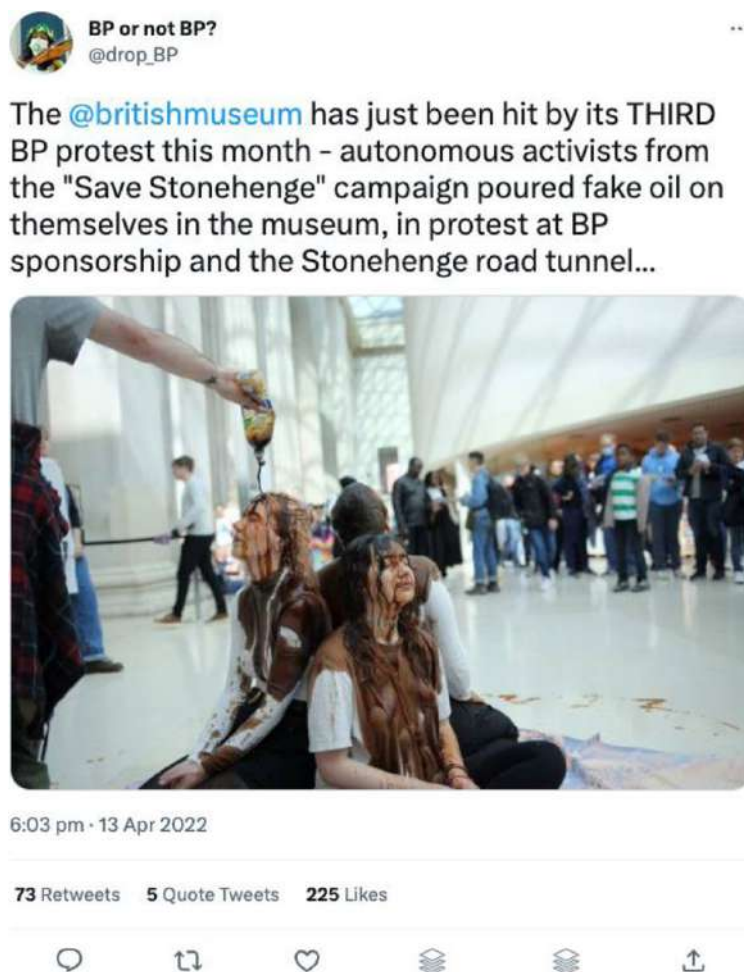 BP or not BP?
@drop_BP
The @britishmuseum has just been hit by its THIRD
BP protest this month – autonomous activists from
the "Save Stonehenge" campaign poured fake oil on
themselves in the museum, in protest at BP
sponsorship and the Stonehenge road tunnel...
6:03 pm · 13 Apr 2022
73 Retweets 5 Quote Tweets 225 Likes